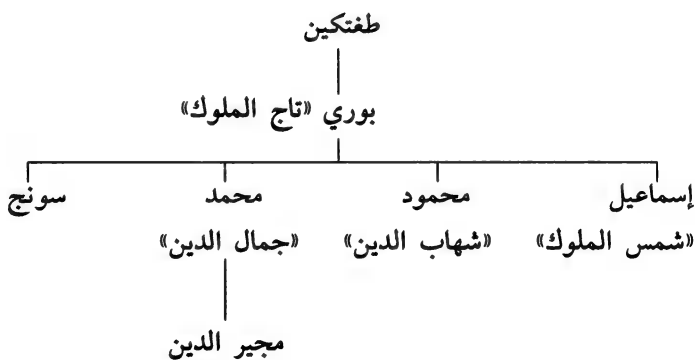 طغتكين
بوري «تاج الملوك»
إسماعيل محمود محمد سونج
«شمس الملوك» «شهاب الدين» «جمال الدين»
مجير الدين